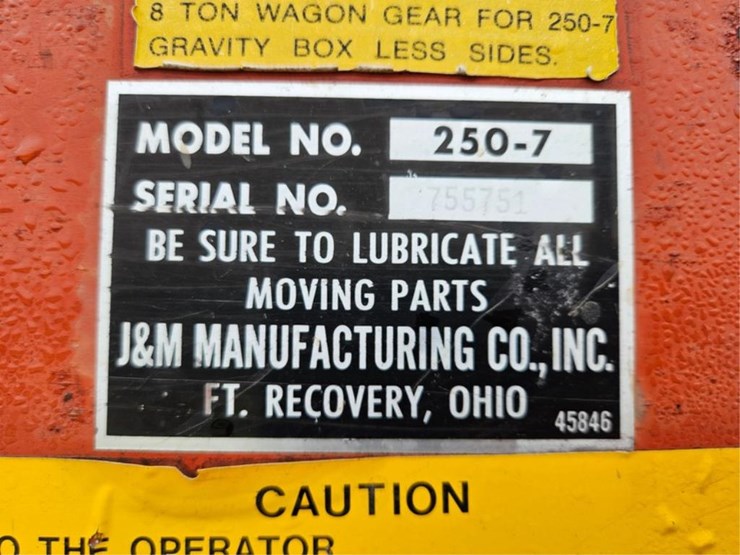 8 TON WAGON GEAR FOR 250-7
GRAVITY BOX LESS SIDES.
MODEL NO. 250-7
SERIAL NO. 755751
BE SURE TO LUBRICATE ALL
MOVING PARTS
J&M MANUFACTURING CO., INC.
FT. RECOVERY, OHIO 45846
CAUTION
O THE OPERATOR